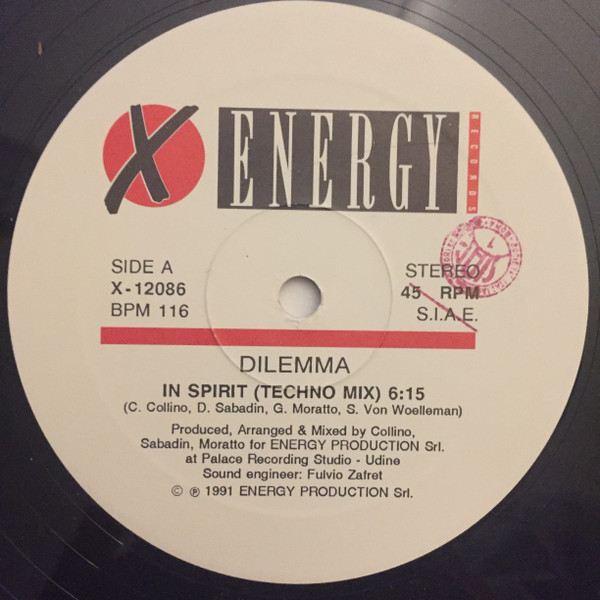 X ENERGY RECORDS
SIDE A
X-12086
BPM 116
STEREO
45 RPM
S.I.A.E.
DILEMMA
IN SPIRIT (TECHNO MIX) 6:15
(C. Collino, D. Sabadin, G. Moratto, S. Von Woelleman)
Produced, Arranged & Mixed by Collino,
Sabadin, Moratto for ENERGY PRODUCTION Srl.
at Palace Recording Studio - Udine
Sound engineer: Fulvio Zafret
© ℗ 1991 ENERGY PRODUCTION Srl.